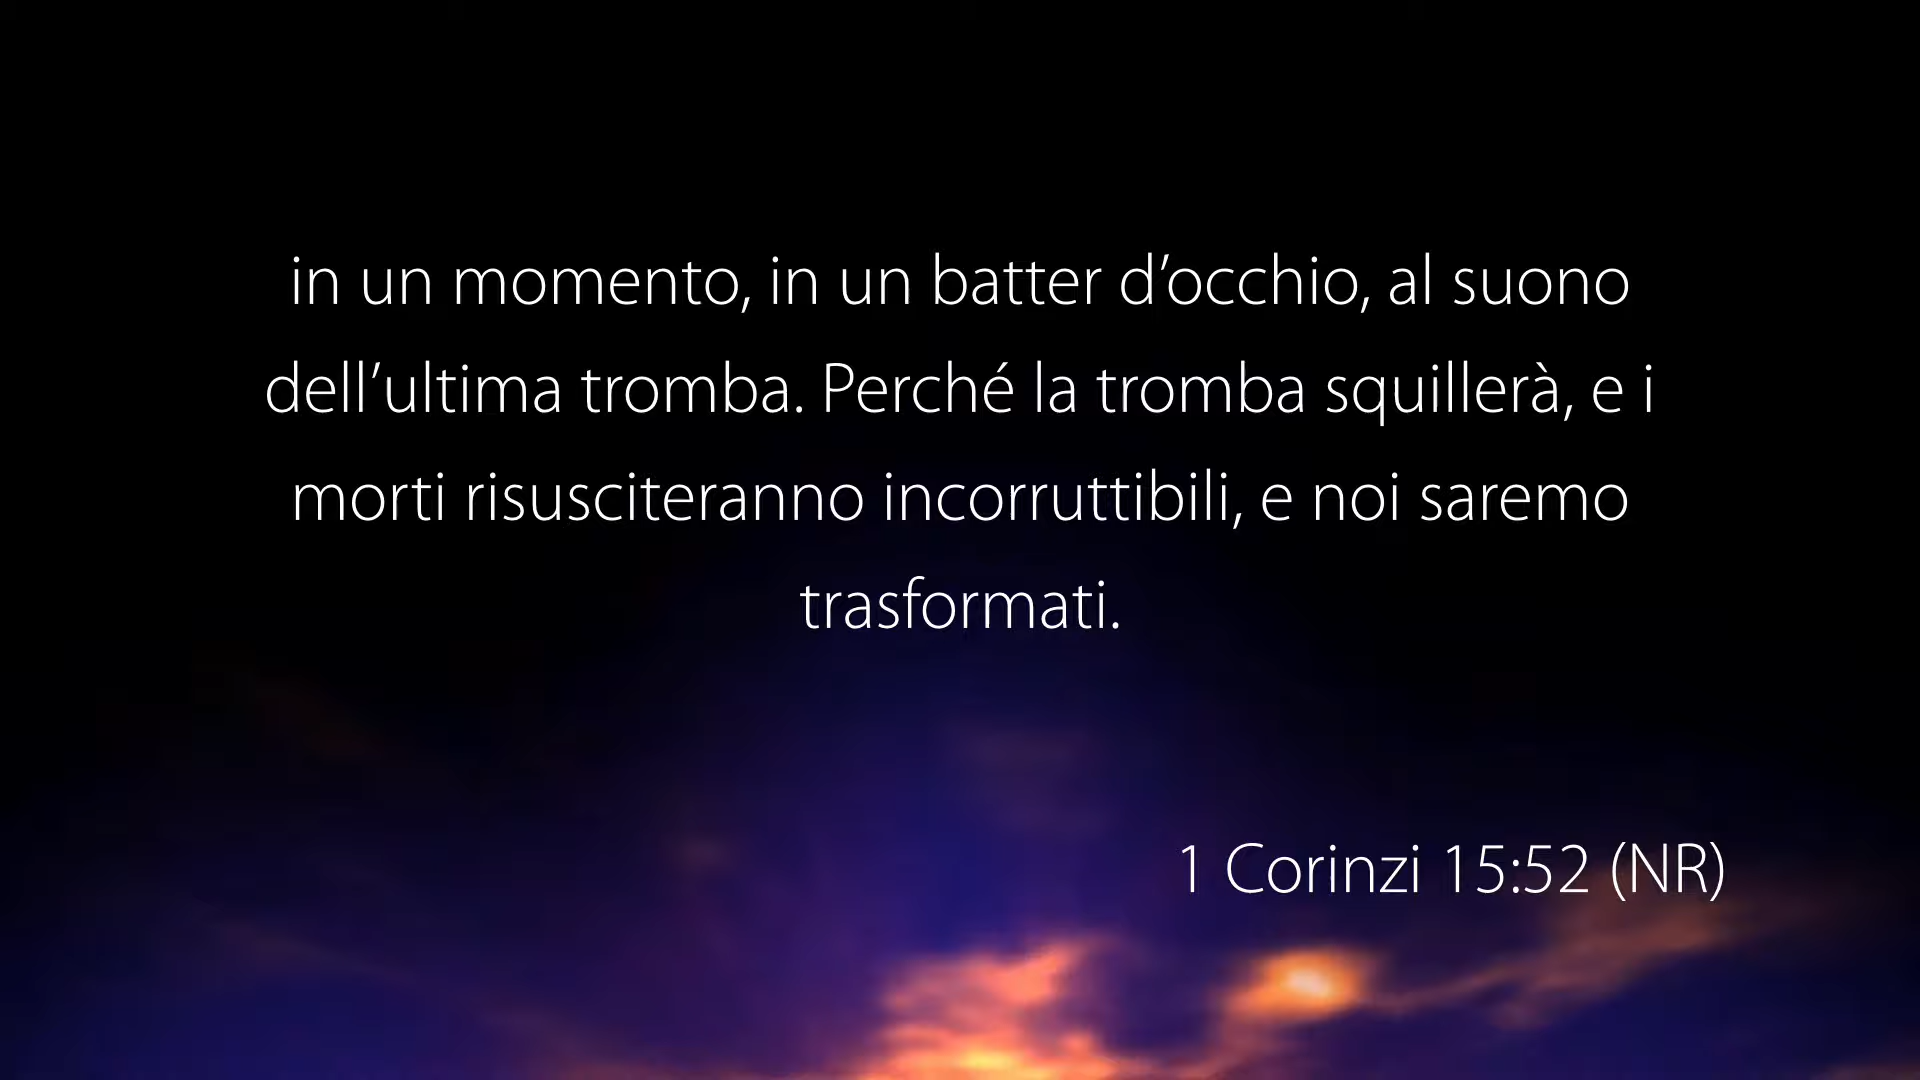 in un momento, in un batter d’occhio, al suono
dell’ultima tromba. Perché la tromba squillerà, e i
morti risusciteranno incorruttibili, e noi saremo
trasformati.
1 Corinzi 15:52 (NR)